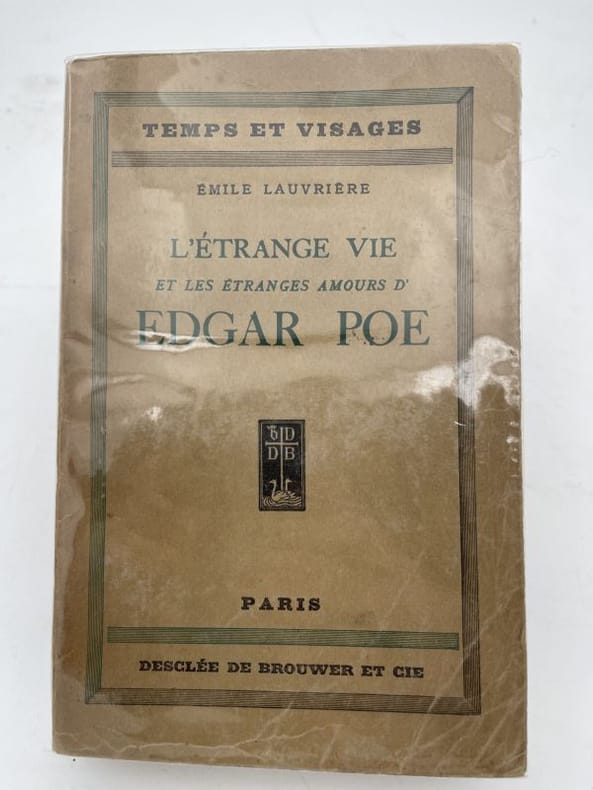 TEMPS ET VISAGES
ÉMILE LAUVRIÈRE
L'ÉTRANGE VIE
ET LES ÉTRANGES AMOURS D'
EDGAR POE
D
D B
PARIS
DESCLÉE DE BROUWER ET CIE